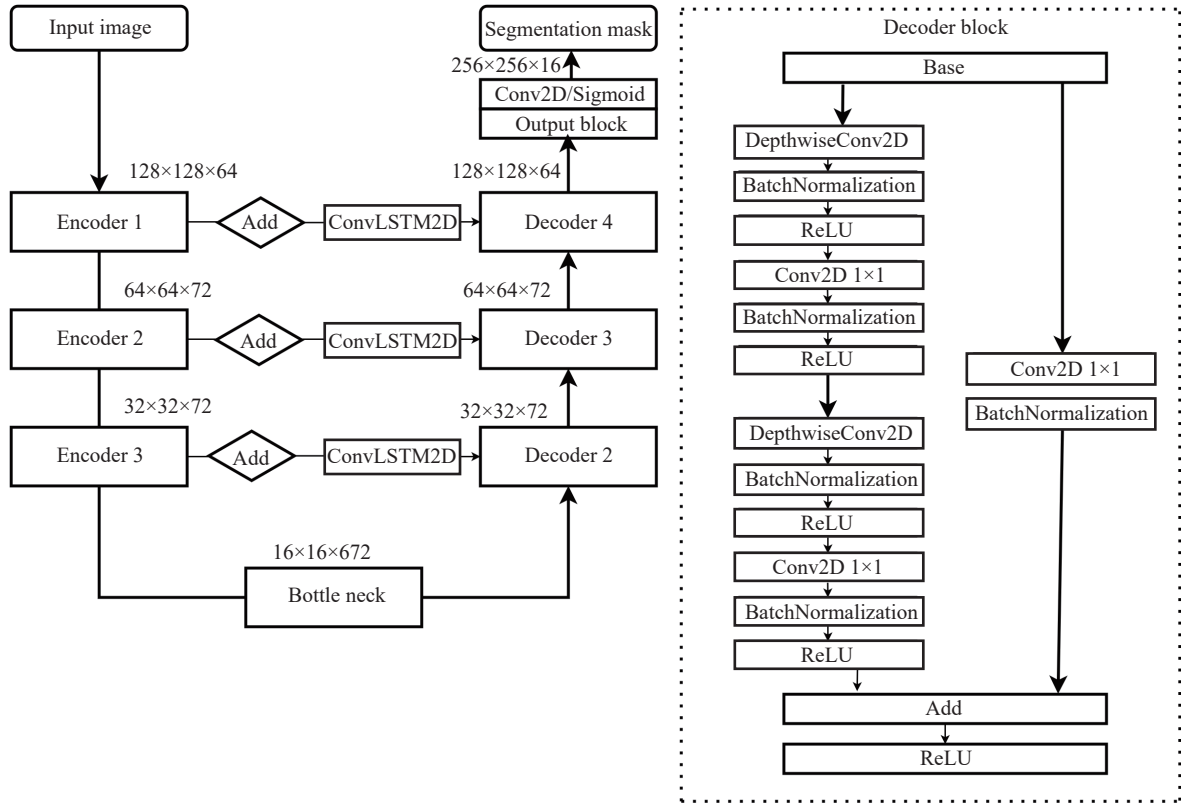 Input image
Segmentation mask
256×256×16
Conv2D/Sigmoid
Output block
128×128×64
128×128×64
Encoder 1
Add
ConvLSTM2D
Decoder 4
64×64×72
64×64×72
Encoder 2
Add
ConvLSTM2D
Decoder 3
32×32×72
32×32×72
Encoder 3
Add
ConvLSTM2D
Decoder 2
16×16×672
Bottle neck
Decoder block
Base
DepthwiseConv2D
BatchNormalization
ReLU
Conv2D 1×1
BatchNormalization
ReLU
DepthwiseConv2D
BatchNormalization
ReLU
Conv2D 1×1
BatchNormalization
ReLU
Conv2D 1×1
BatchNormalization
Add
ReLU